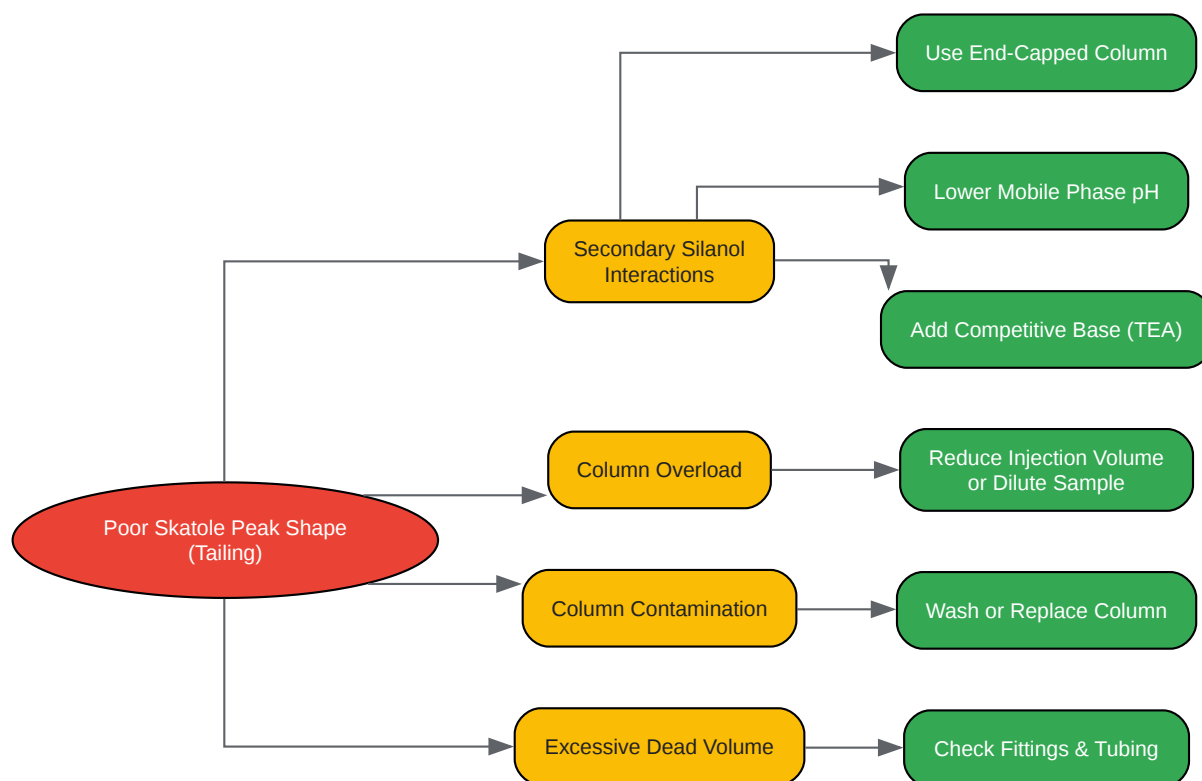 Poor Skatole Peak Shape
(Tailing)
Secondary Silanol
Interactions
Column Overload
Column Contamination
Excessive Dead Volume
Use End-Capped Column
Lower Mobile Phase pH
Add Competitive Base (TEA)
Reduce Injection Volume
or Dilute Sample
Wash or Replace Column
Check Fittings & Tubing